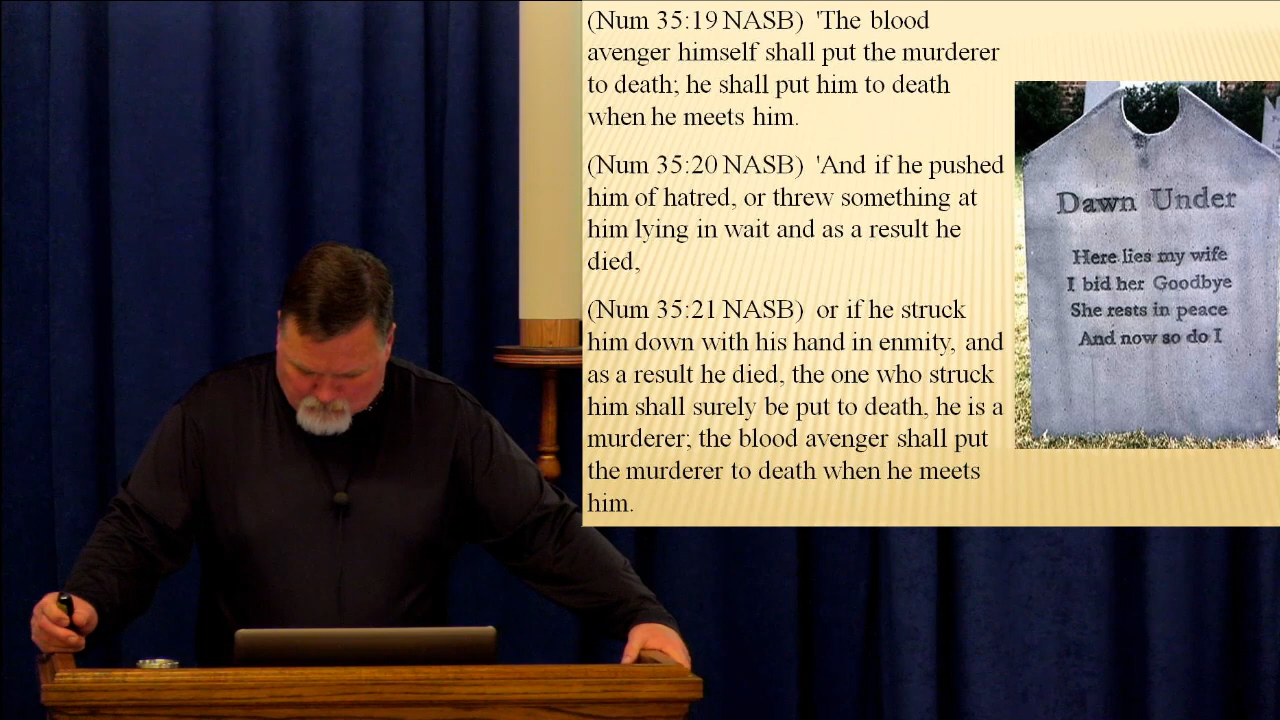 (Num 35:19 NASB)  'The blood
avenger himself shall put the murderer
to death; he shall put him to death
when he meets him.
(Num 35:20 NASB)  'And if he pushed
him of hatred, or threw something at
him lying in wait and as a result he
died,
(Num 35:21 NASB)  or if he struck
him down with his hand in enmity, and
as a result he died, the one who struck
him shall surely be put to death, he is a
murderer; the blood avenger shall put
the murderer to death when he meets
him.
Dawn Under
Here lies my wife
I bid her Goodbye
She rests in peace
And now so do I